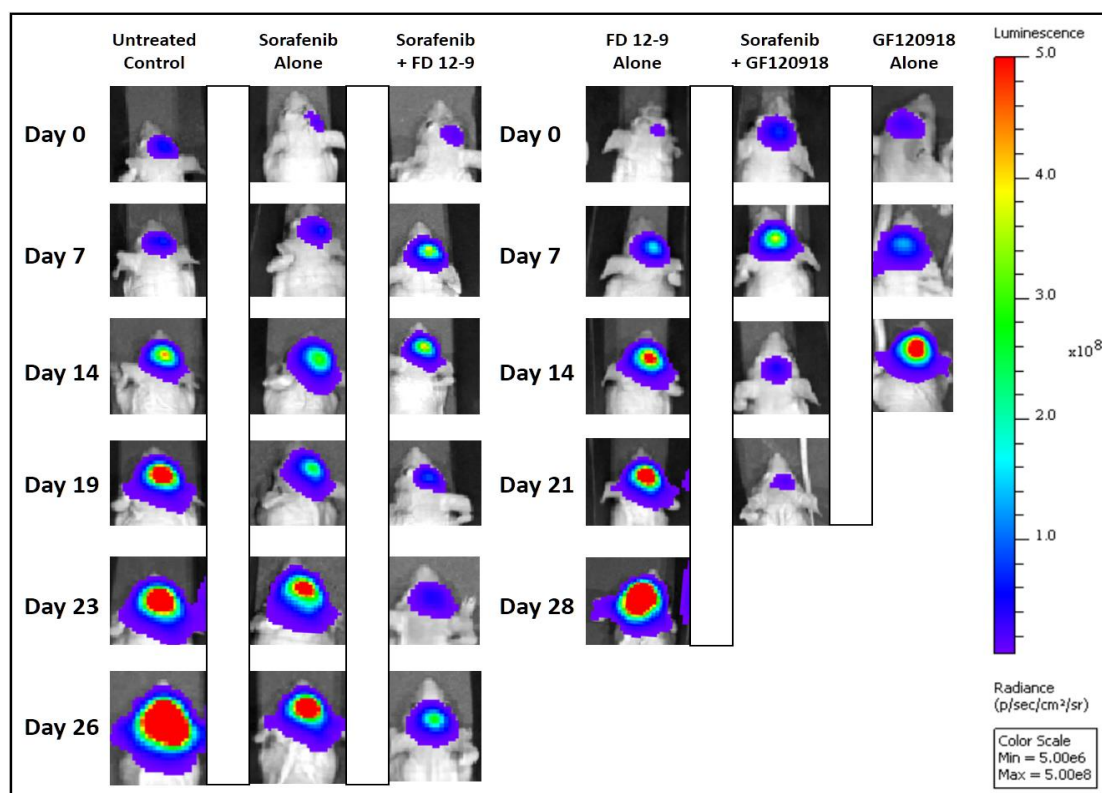 Untreated
Control
Sorafenib
Alone
Sorafenib
+ FD 12-9
FD 12-9
Alone
Sorafenib
+ GF120918
GF120918
Alone
Day 0
Day 7
Day 14
Day 19
Day 23
Day 26
Day 0
Day 7
Day 14
Day 21
Day 28
Luminescence
5.0
4.0
3.0
x10⁸
2.0
1.0
Radiance
(p/sec/cm²/sr)
Color Scale
Min = 5.00e6
Max = 5.00e8